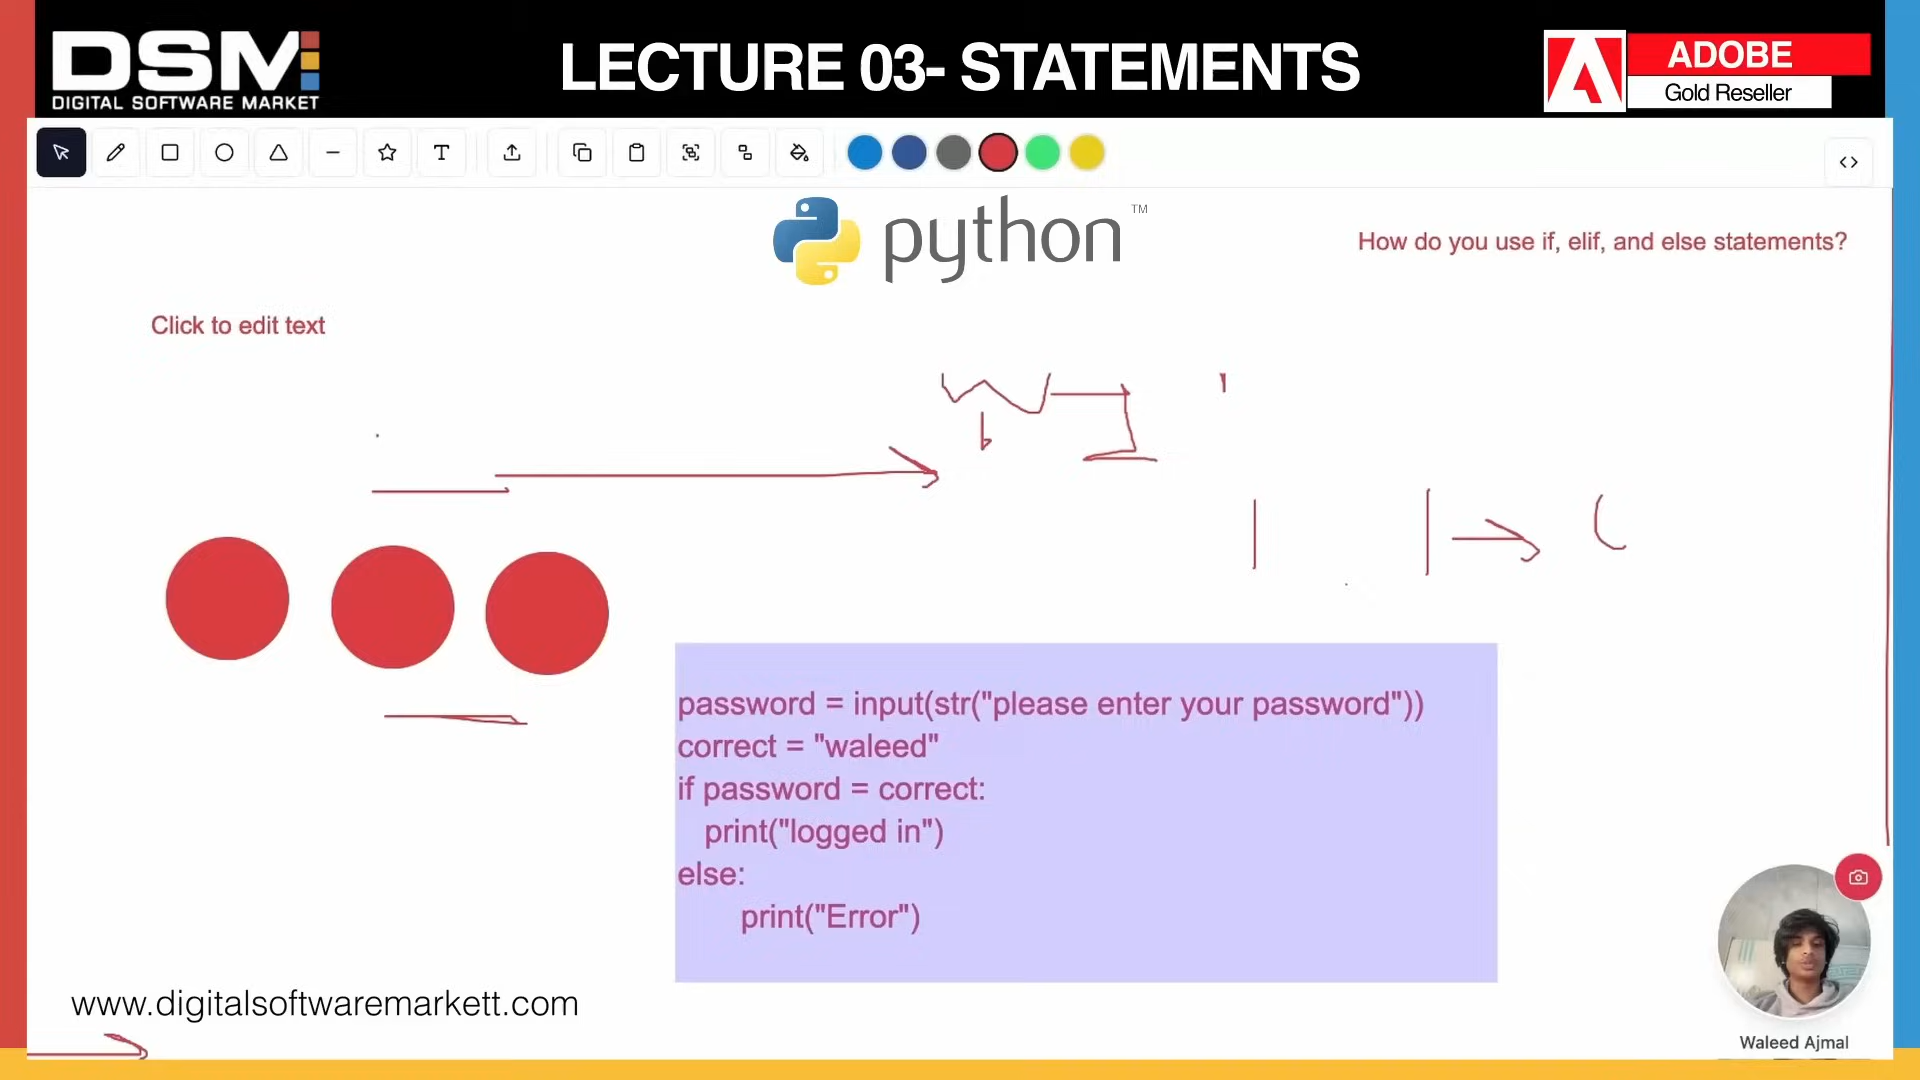 DSM
DIGITAL SOFTWARE MARKET
LECTURE 03- STATEMENTS
ADOBE
Gold Reseller
T
<>
python™
How do you use if, elif, and else statements?
Click to edit text
password = input(str("please enter your password"))
correct = "waleed"
if password = correct:
print("logged in")
else:
print("Error")
www.digitalsoftwaremarkett.com
Waleed Ajmal